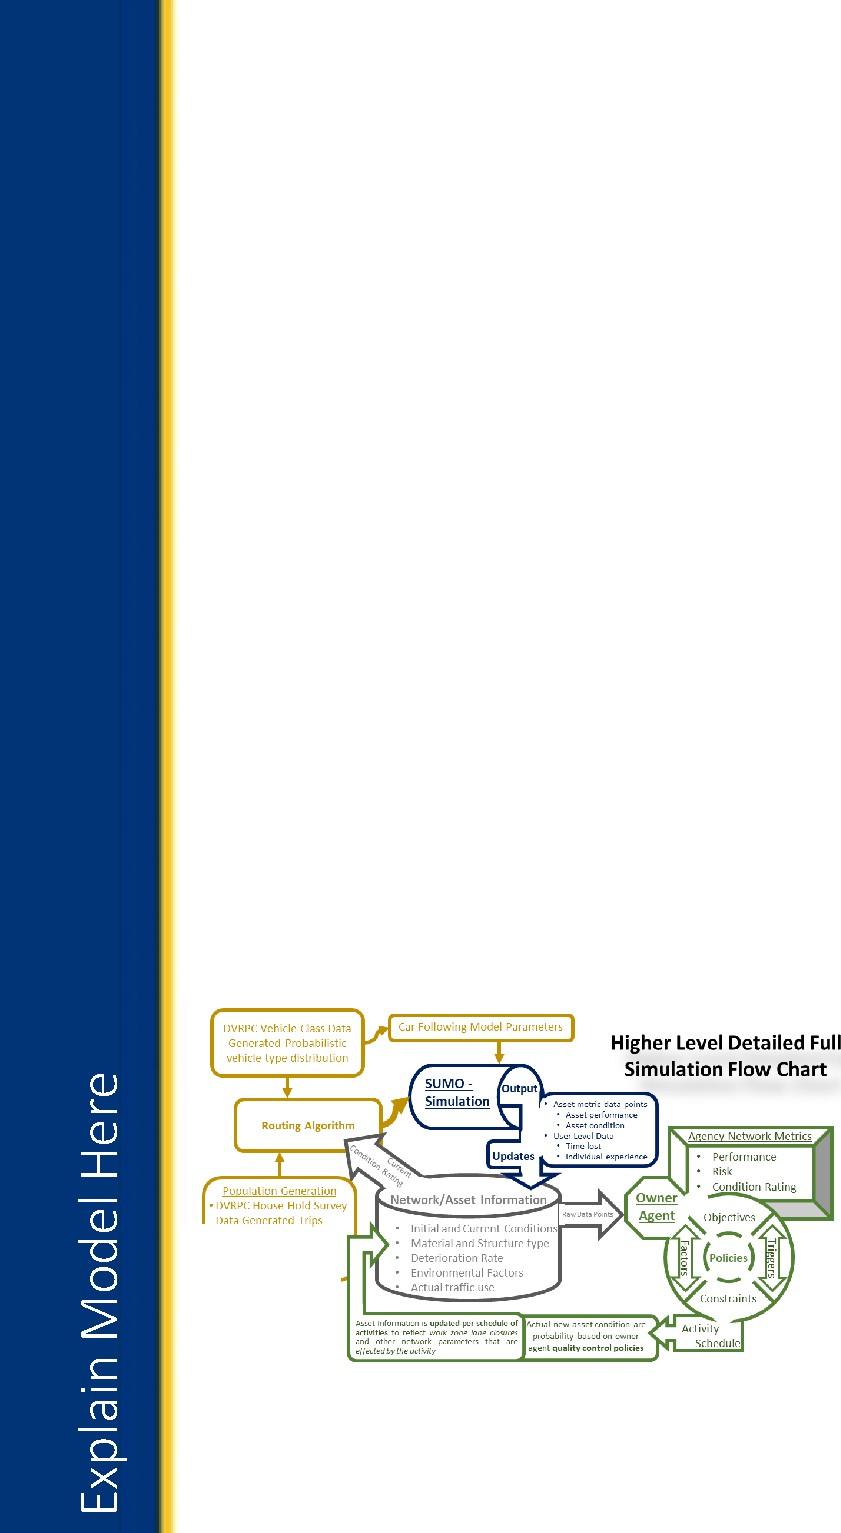 Explain Model Here
Higher Level Detailed Full
Simulation Flow Chart
DVRPC Vehicle Class Data
Generated Probabilistic
vehicle type distribution
Car Following Model Parameters
Routing Algorithm
SUMO -
Simulation
Output
Updates
• Asset metric data points
• Asset performance
• Asset condition
• User Level Data
• Time lost
• Individual experience
Current
Condition Rating
Population Generation
• DVRPC House Hold Survey
Data Generated Trips
Network/Asset Information
• Initial and Current Conditions
• Material and Structure type
• Deterioration Rate
• Environmental Factors
• Actual traffic use
Raw Data Points
Owner
Agent
Agency Network Metrics
• Performance
• Risk
• Condition Rating
Objectives
Factors
Policies
Triggers
Constraints
Activity
Schedule
Actual new asset condition are
probability based on owner
agent quality control policies
Asset Information is updated per schedule of
activities to reflect work zone lane closures
and other network parameters that are
effected by the activity